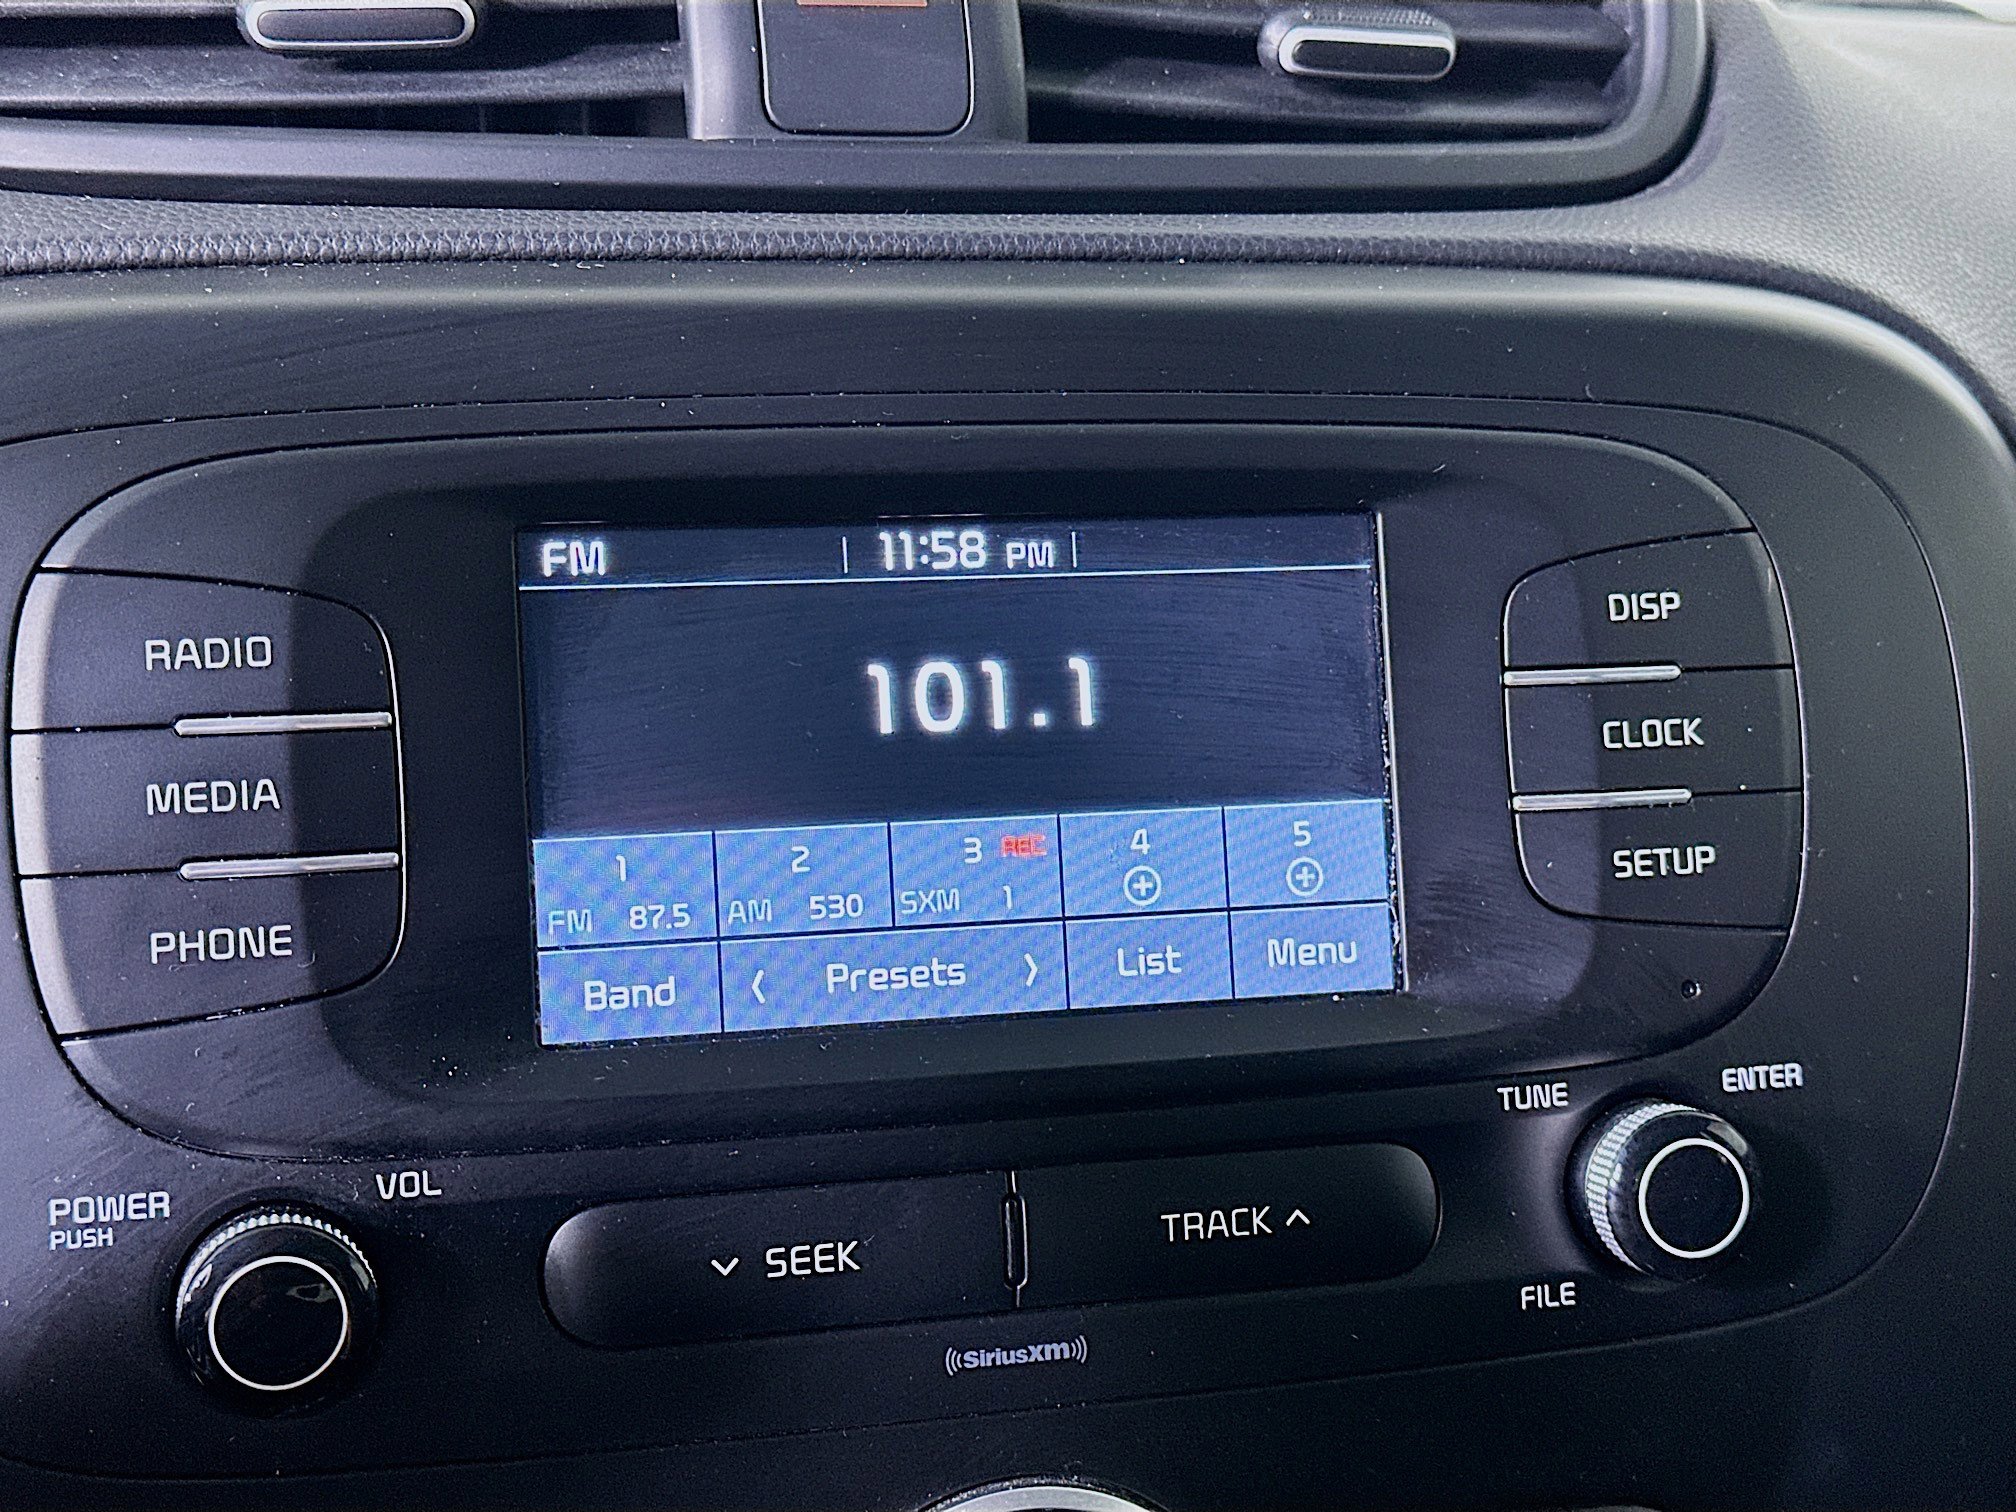 FM
11:58 PM
101.1
1
FM 87.5
2
AM 530
3 REC
SXM 1
4
5
Band
Presets
List
Menu
RADIO
MEDIA
PHONE
DISP
CLOCK
SETUP
POWER
PUSH
VOL
SEEK
TRACK
TUNE
ENTER
FILE
SiriusXM